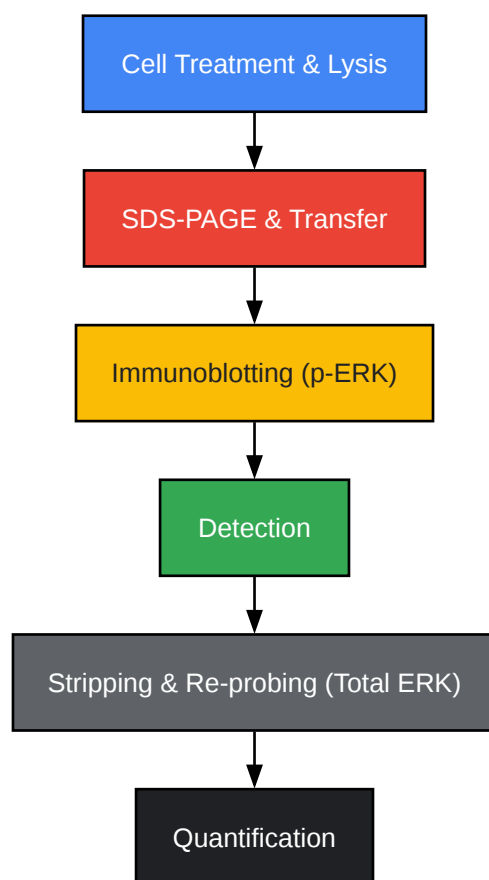 Cell Treatment & Lysis
SDS-PAGE & Transfer
Immunoblotting (p-ERK)
Detection
Stripping & Re-probing (Total ERK)
Quantification